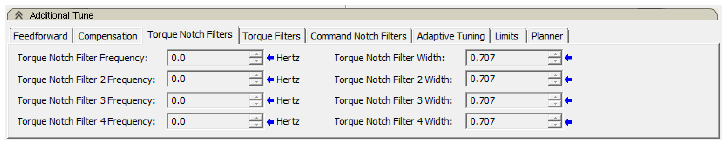 Additional Tune
Feedforward Compensation Torque Notch Filters Torque Filters Command Notch Filters Adaptive Tuning Limits Planner
Torque Notch Filter Frequency: 0.0 Hertz Torque Notch Filter Width: 0.707
Torque Notch Filter 2 Frequency: 0.0 Hertz Torque Notch Filter 2 Width: 0.707
Torque Notch Filter 3 Frequency: 0.0 Hertz Torque Notch Filter 3 Width: 0.707
Torque Notch Filter 4 Frequency: 0.0 Hertz Torque Notch Filter 4 Width: 0.707